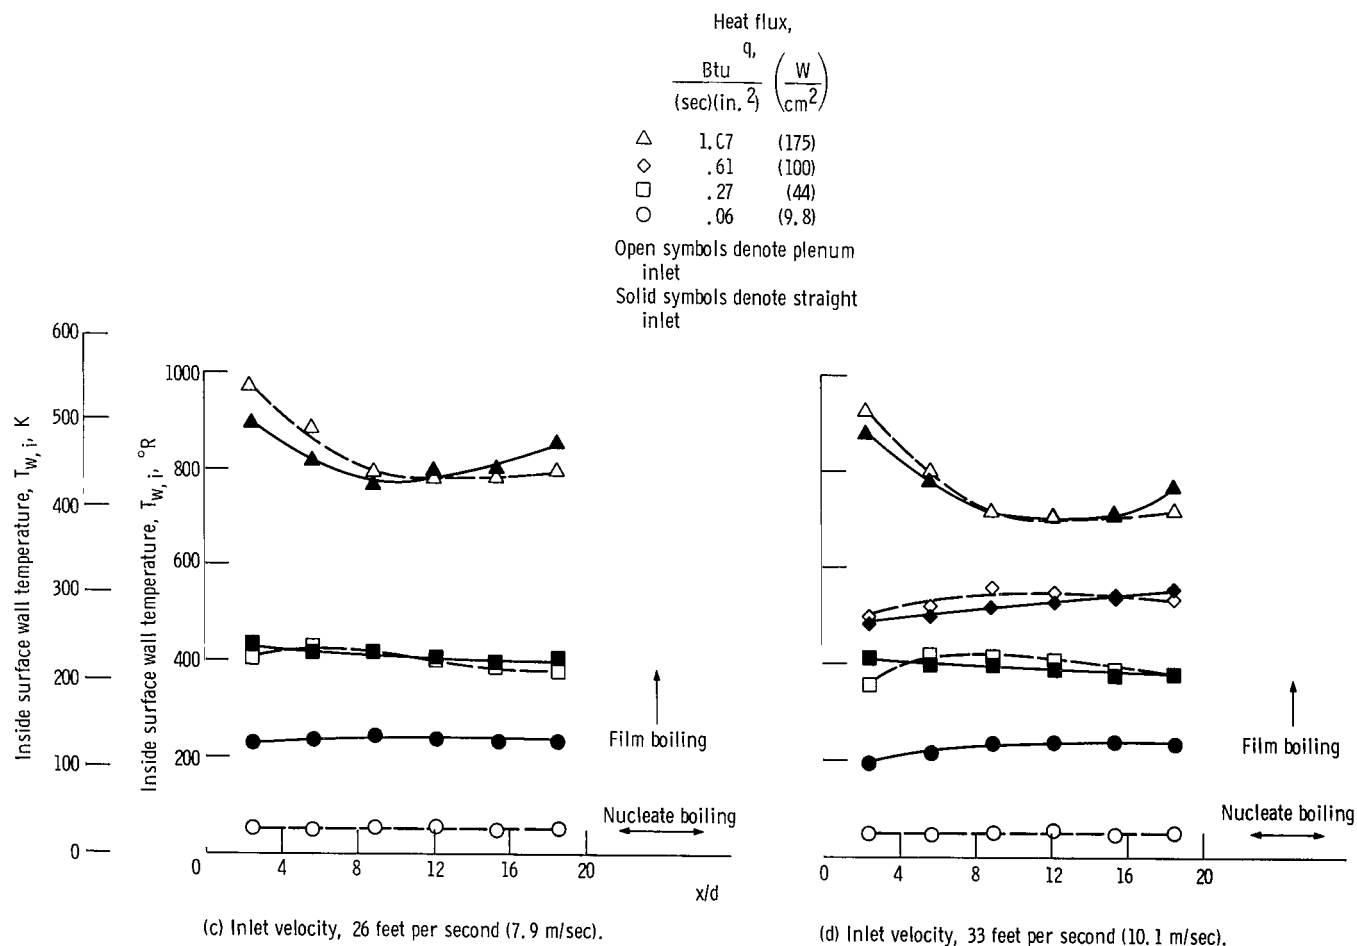 Heat flux,
q,
Btu / (sec)(in.²) (W / cm²)
△ 1.C7 (175)
◇ .61 (100)
□ .27 (44)
○ .06 (9.8)
Open symbols denote plenum
inlet
Solid symbols denote straight
inlet
Inside surface wall temperature, T_w,i, K
600
500
400
300
200
100
0
Inside surface wall temperature, T_w,i, °R
1000
800
600
400
200
0 4 8 12 16 20
x/d
Film boiling
Nucleate boiling
(c) Inlet velocity, 26 feet per second (7.9 m/sec).
0 4 8 12 16 20
Film boiling
Nucleate boiling
(d) Inlet velocity, 33 feet per second (10.1 m/sec).